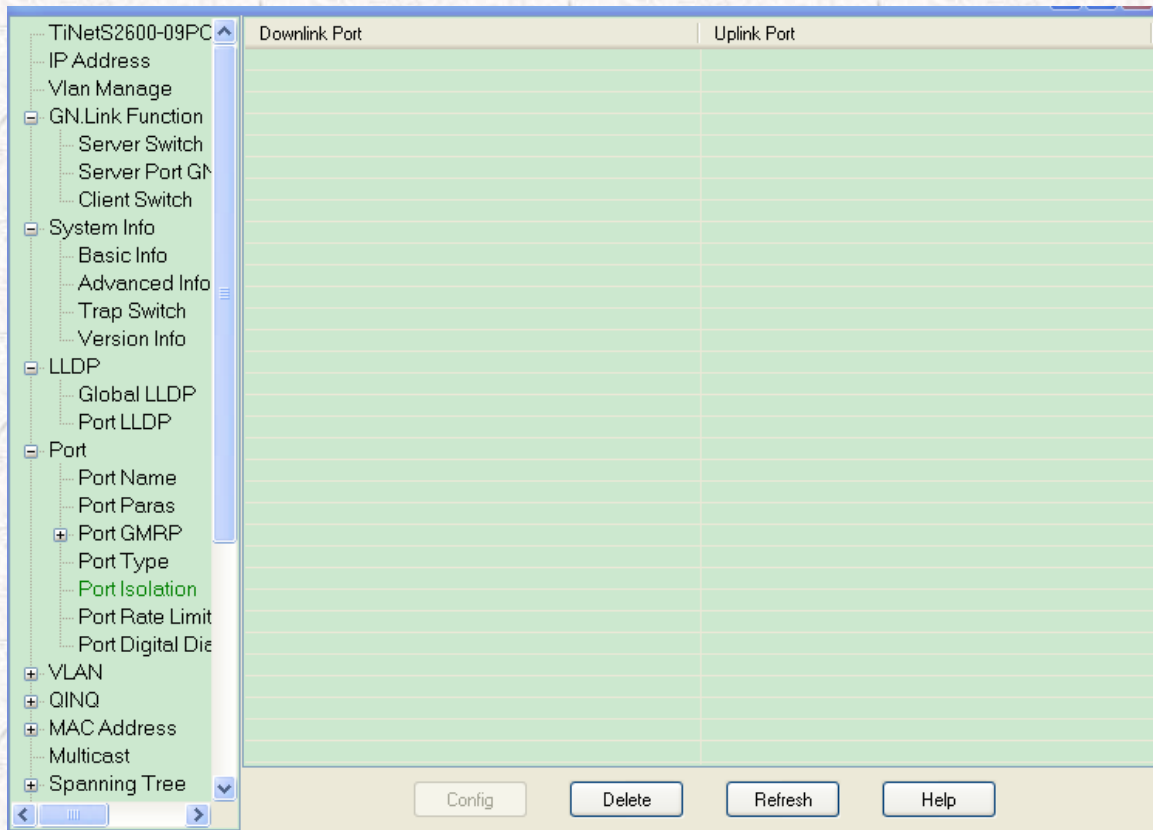 TiNetS2600-09PC
IP Address
Vlan Manage
GN.Link Function
Server Switch
Server Port GN
Client Switch
System Info
Basic Info
Advanced Info
Trap Switch
Version Info
LLDP
Global LLDP
Port LLDP
Port
Port Name
Port Paras
Port GMRP
Port Type
Port Isolation
Port Rate Limit
Port Digital Dia
VLAN
QINQ
MAC Address
Multicast
Spanning Tree
Downlink Port Uplink Port
Config Delete Refresh Help